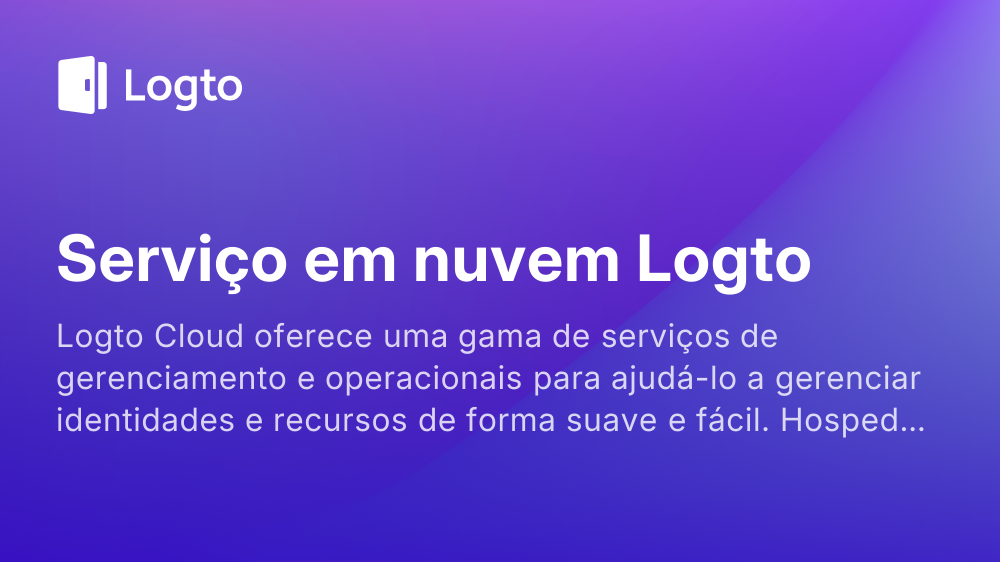 Logto
Serviço em nuvem Logto
Logto Cloud oferece uma gama de serviços de
gerenciamento e operacionais para ajudá-lo a gerenciar
identidades e recursos de forma suave e fácil. Hosped...